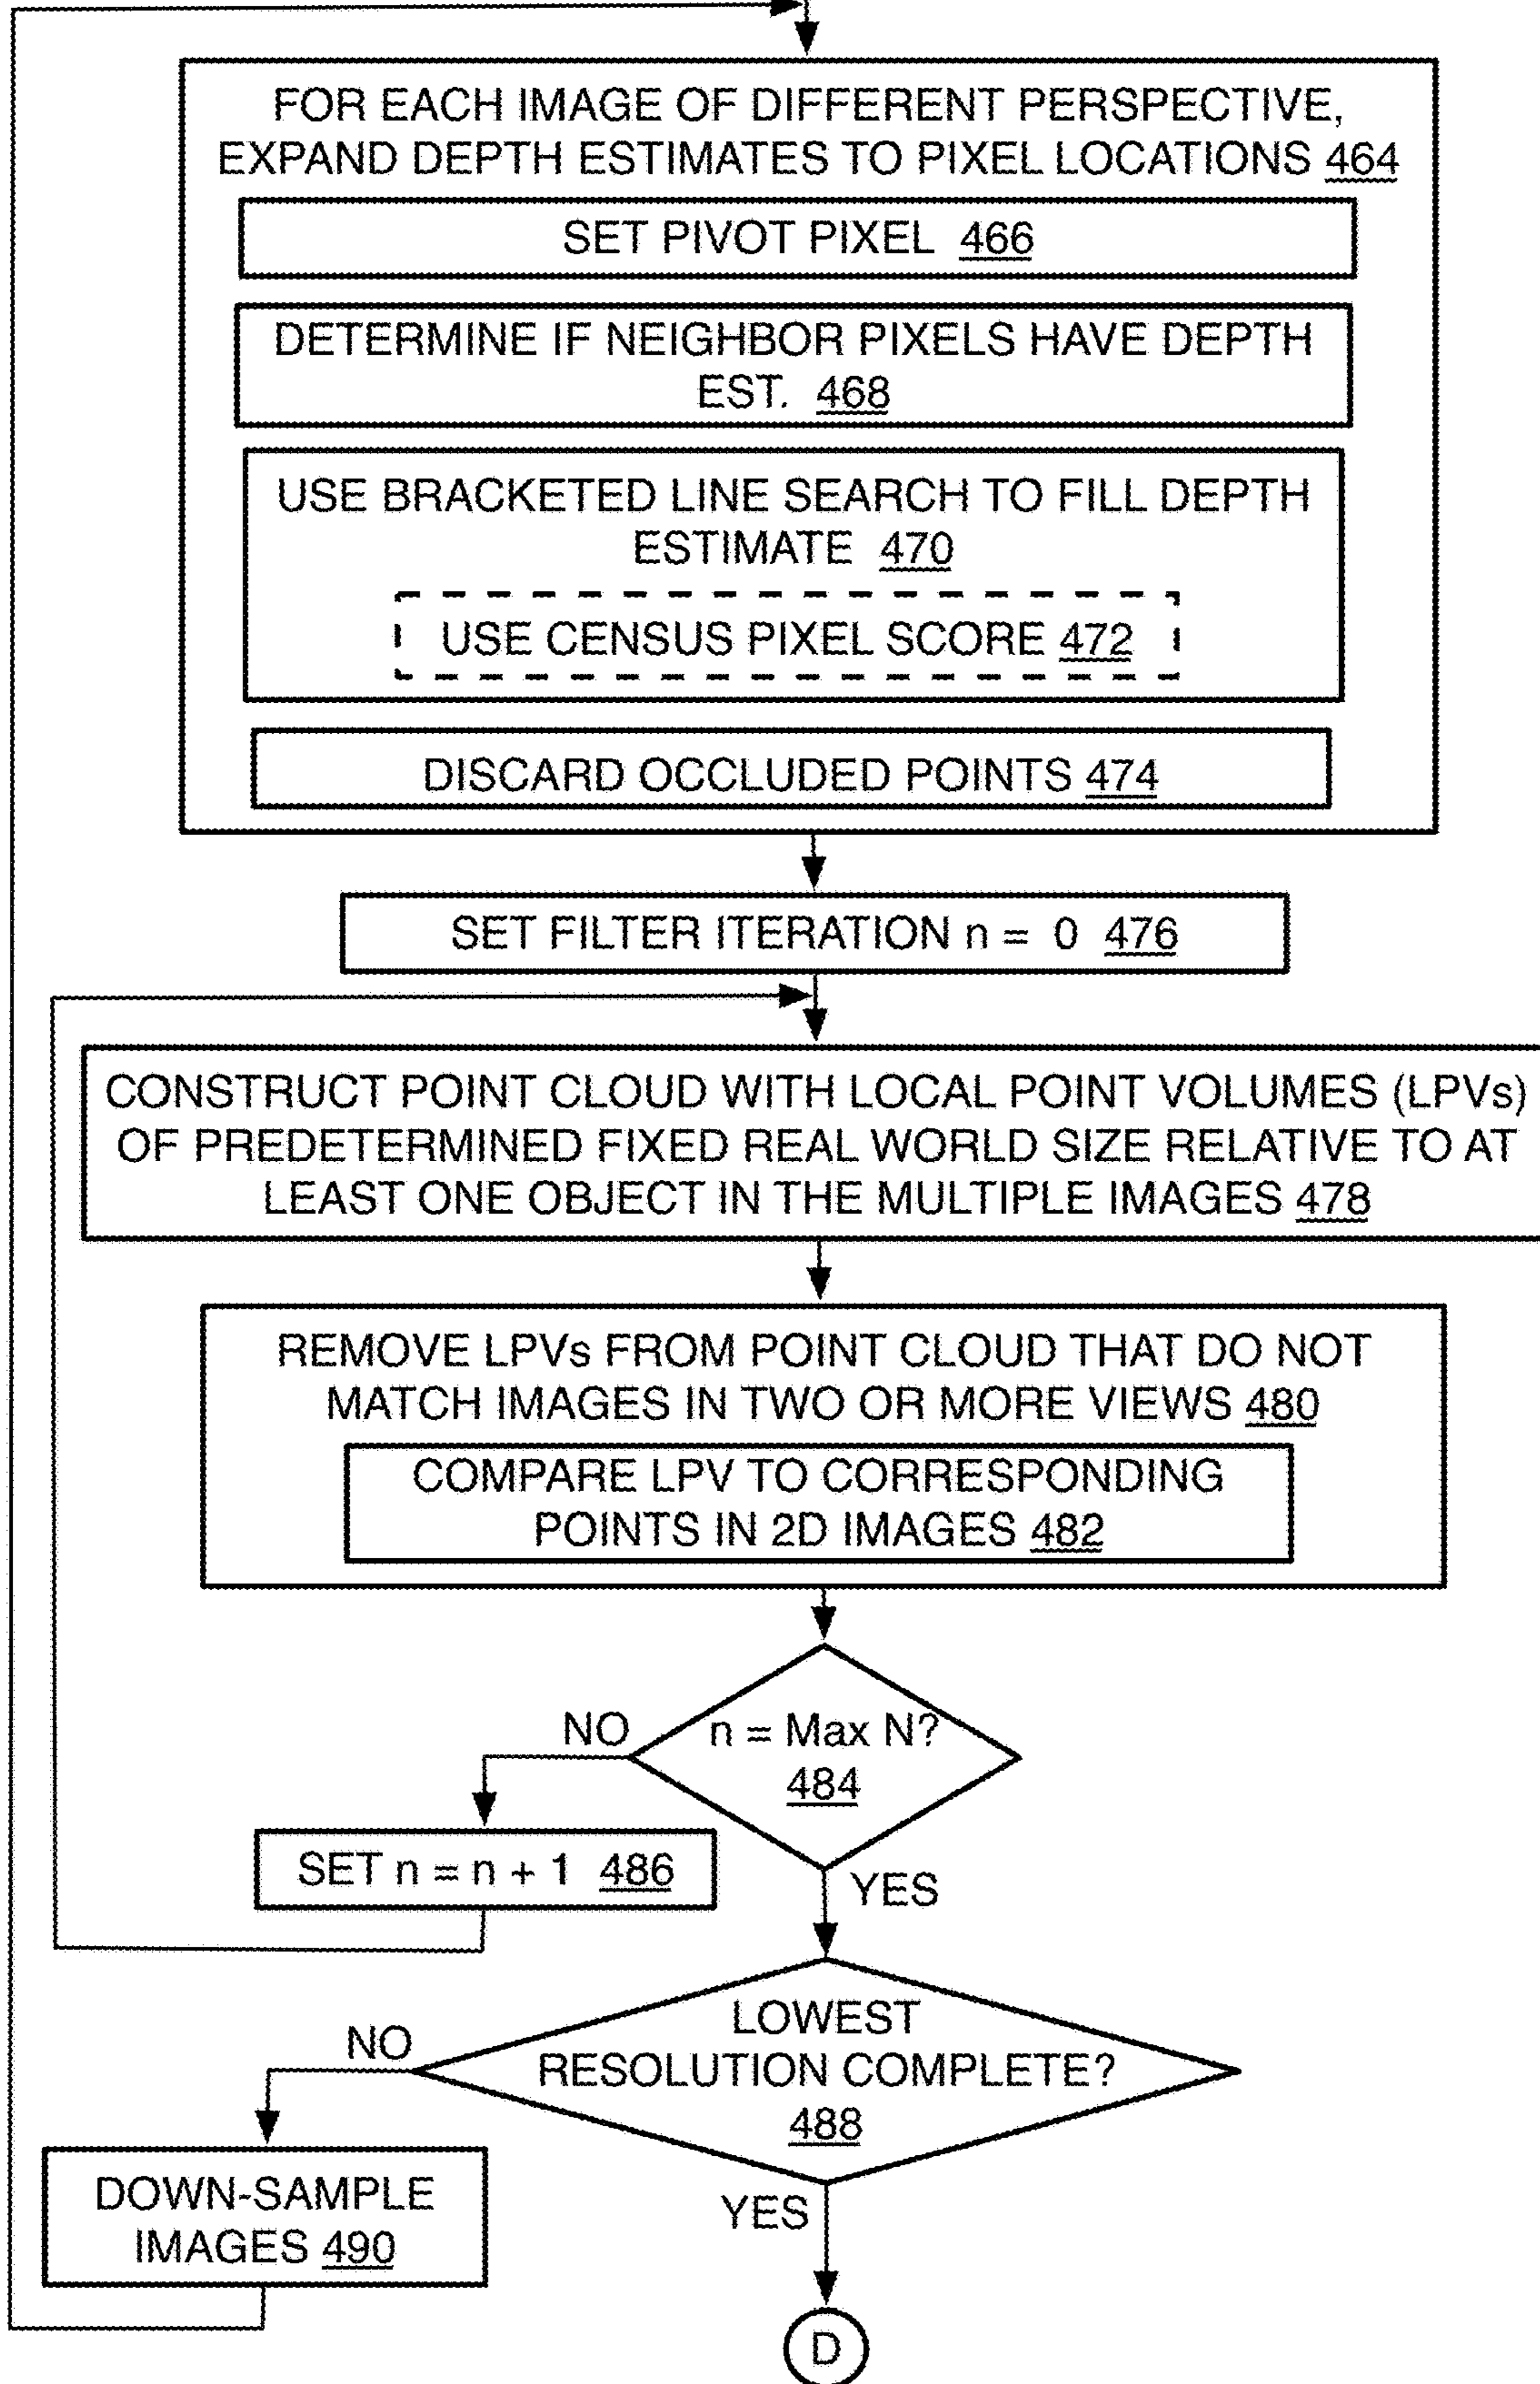 FOR EACH IMAGE OF DIFFERENT PERSPECTIVE,
EXPAND DEPTH ESTIMATES TO PIXEL LOCATIONS 464
SET PIVOT PIXEL 466
DETERMINE IF NEIGHBOR PIXELS HAVE DEPTH
EST. 468
USE BRACKETED LINE SEARCH TO FILL DEPTH
ESTIMATE 470
USE CENSUS PIXEL SCORE 472
DISCARD OCCLUDED POINTS 474
SET FILTER ITERATION n = 0 476
CONSTRUCT POINT CLOUD WITH LOCAL POINT VOLUMES (LPVs)
OF PREDETERMINED FIXED REAL WORLD SIZE RELATIVE TO AT
LEAST ONE OBJECT IN THE MULTIPLE IMAGES 478
REMOVE LPVs FROM POINT CLOUD THAT DO NOT
MATCH IMAGES IN TWO OR MORE VIEWS 480
COMPARE LPV TO CORRESPONDING
POINTS IN 2D IMAGES 482
NO
n = Max N?
484
SET n = n + 1 486
YES
LOWEST
NO
RESOLUTION COMPLETE?
488
DOWN-SAMPLE
IMAGES 490
YES
D